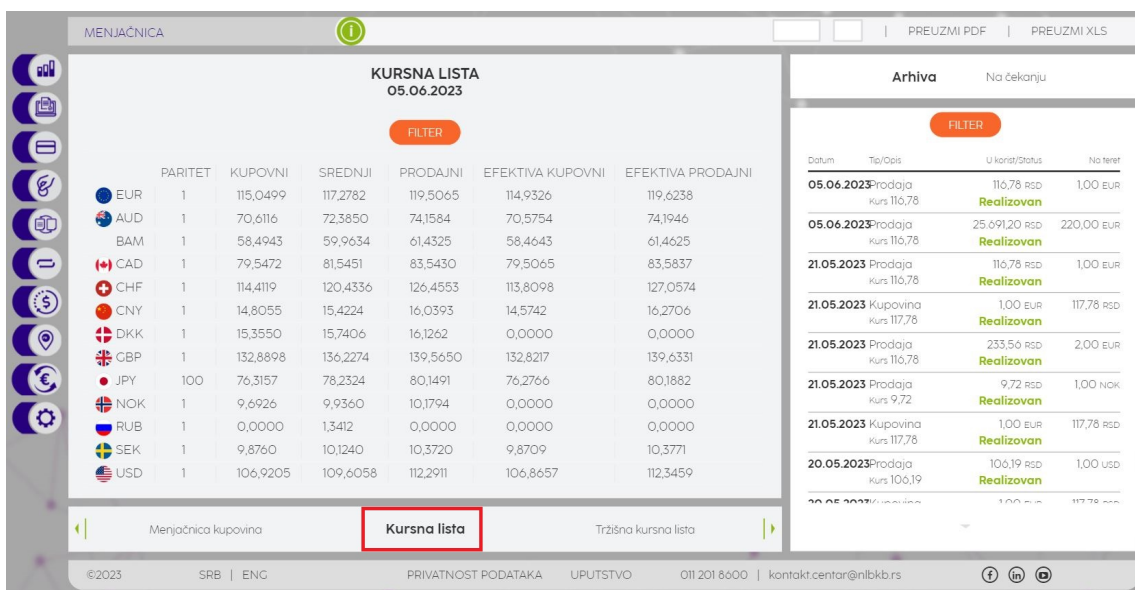 MENJAČNICA
i
| PREUZMI PDF | PREUZMI XLS
KURSNA LISTA
05.06.2023
FILTER
PARITET KUPOVNI SREDNJI PRODAJNI EFEKTIVA KUPOVNI EFEKTIVA PRODAJNI
EUR 1 115,0499 117,2782 119,5065 114,9326 119,6238
AUD 1 70,6116 72,3850 74,1584 70,5754 74,1946
BAM 1 58,4943 59,9634 61,4325 58,4643 61,4625
CAD 1 79,5472 81,5451 83,5430 79,5065 83,5837
CHF 1 114,4119 120,4336 126,4553 113,8098 127,0574
CNY 1 14,8055 15,4224 16,0393 14,5742 16,2706
DKK 1 15,3550 15,7406 16,1262 0,0000 0,0000
GBP 1 132,8898 136,2274 139,5650 132,8217 139,6331
JPY 100 76,3157 78,2324 80,1491 76,2766 80,1882
NOK 1 9,6926 9,9360 10,1794 0,0000 0,0000
RUB 1 0,0000 1,3412 0,0000 0,0000 0,0000
SEK 1 9,8760 10,1240 10,3720 9,8709 10,3771
USD 1 106,9205 109,6058 112,2911 106,8657 112,3459
Menjačnica kupovina Kursna lista Tržišna kursna lista
Arhiva Na čekanju
FILTER
Datum Tip/Opis U korist/Status Na teret
05.06.2023 Prodaja 116,78 RSD 1,00 EUR
Kurs 116,78 Realizovan
05.06.2023 Prodaja 25.691,20 RSD 220,00 EUR
Kurs 116,78 Realizovan
21.05.2023 Prodaja 116,78 RSD 1,00 EUR
Kurs 116,78 Realizovan
21.05.2023 Kupovina 1,00 EUR 117,78 RSD
Kurs 117,78 Realizovan
21.05.2023 Prodaja 233,56 RSD 2,00 EUR
Kurs 116,78 Realizovan
21.05.2023 Prodaja 9,72 RSD 1,00 NOK
Kurs 9,72 Realizovan
21.05.2023 Kupovina 1,00 EUR 117,78 RSD
Kurs 117,78 Realizovan
20.05.2023 Prodaja 106,19 RSD 1,00 USD
Kurs 106,19 Realizovan
20.05.2023 Kupovina 1,00 EUR 117,78 RSD
©2023 SRB | ENG PRIVATNOST PODATAKA UPUTSTVO 011 201 8600 | kontakt.centar@nlbkb.rs